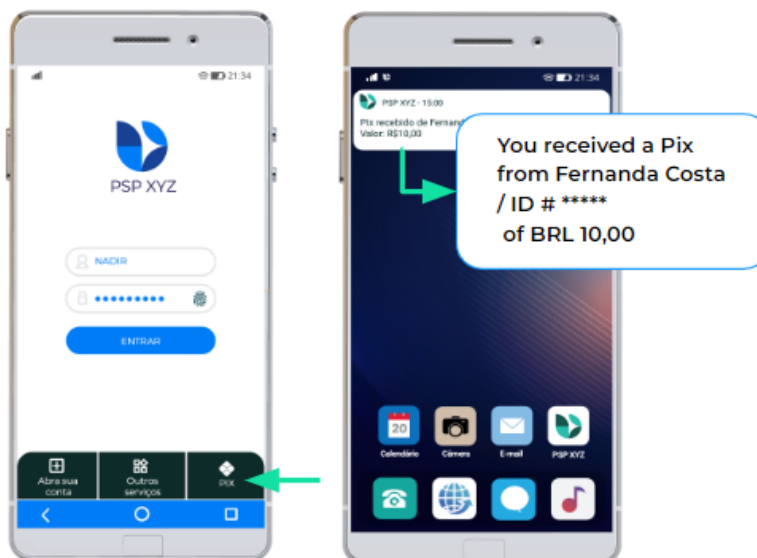 21:34
PSP XYZ
NADIR
ENTRAR
Abra sua
conta
Outros
serviços
PIX
21:34
PSP XYZ - 15:00
Pix recebido de Fernand
Valor: R$10,00
You received a Pix
from Fernanda Costa
/ ID # *****
of BRL 10,00
20
Calendário
Câmera
E-mail
PSP XYZ